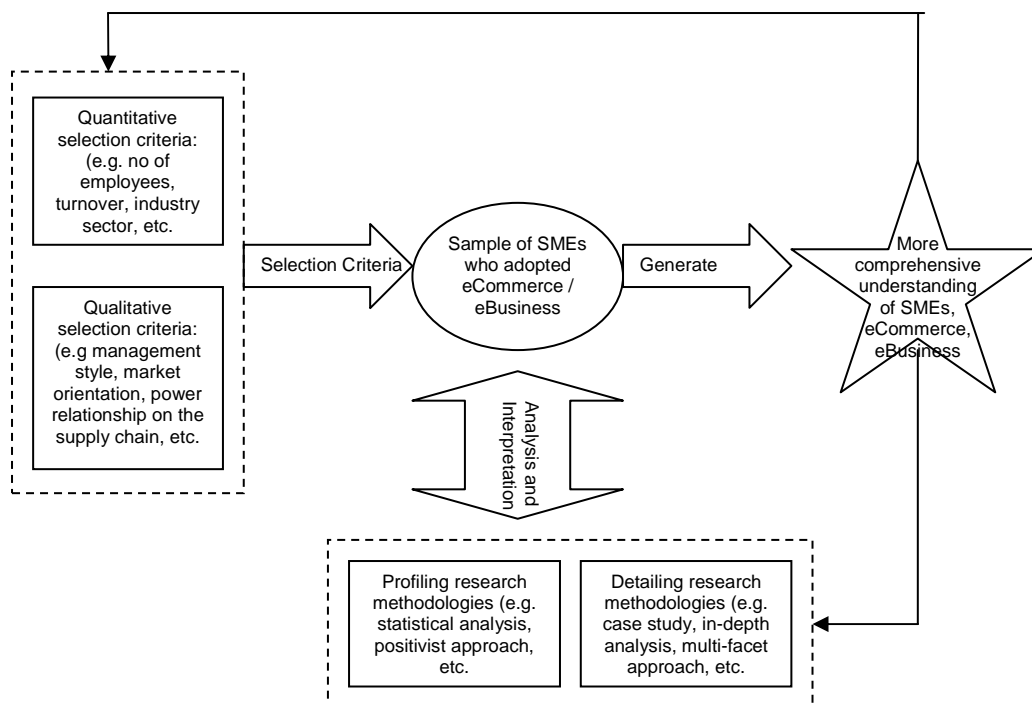 Quantitative
selection criteria:
(e.g. no of
employees,
turnover, industry
sector, etc.
Qualitative
selection criteria:
(e.g management
style, market
orientation, power
relationship on the
supply chain, etc.
Selection Criteria
Sample of SMEs
who adopted
eCommerce /
eBusiness
Generate
More
comprehensive
understanding
of SMEs,
eCommerce,
eBusiness
Analysis and
Interpretation
Profiling research
methodologies (e.g.
statistical analysis,
positivist approach,
etc.
Detailing research
methodologies (e.g.
case study, in-depth
analysis, multi-facet
approach, etc.